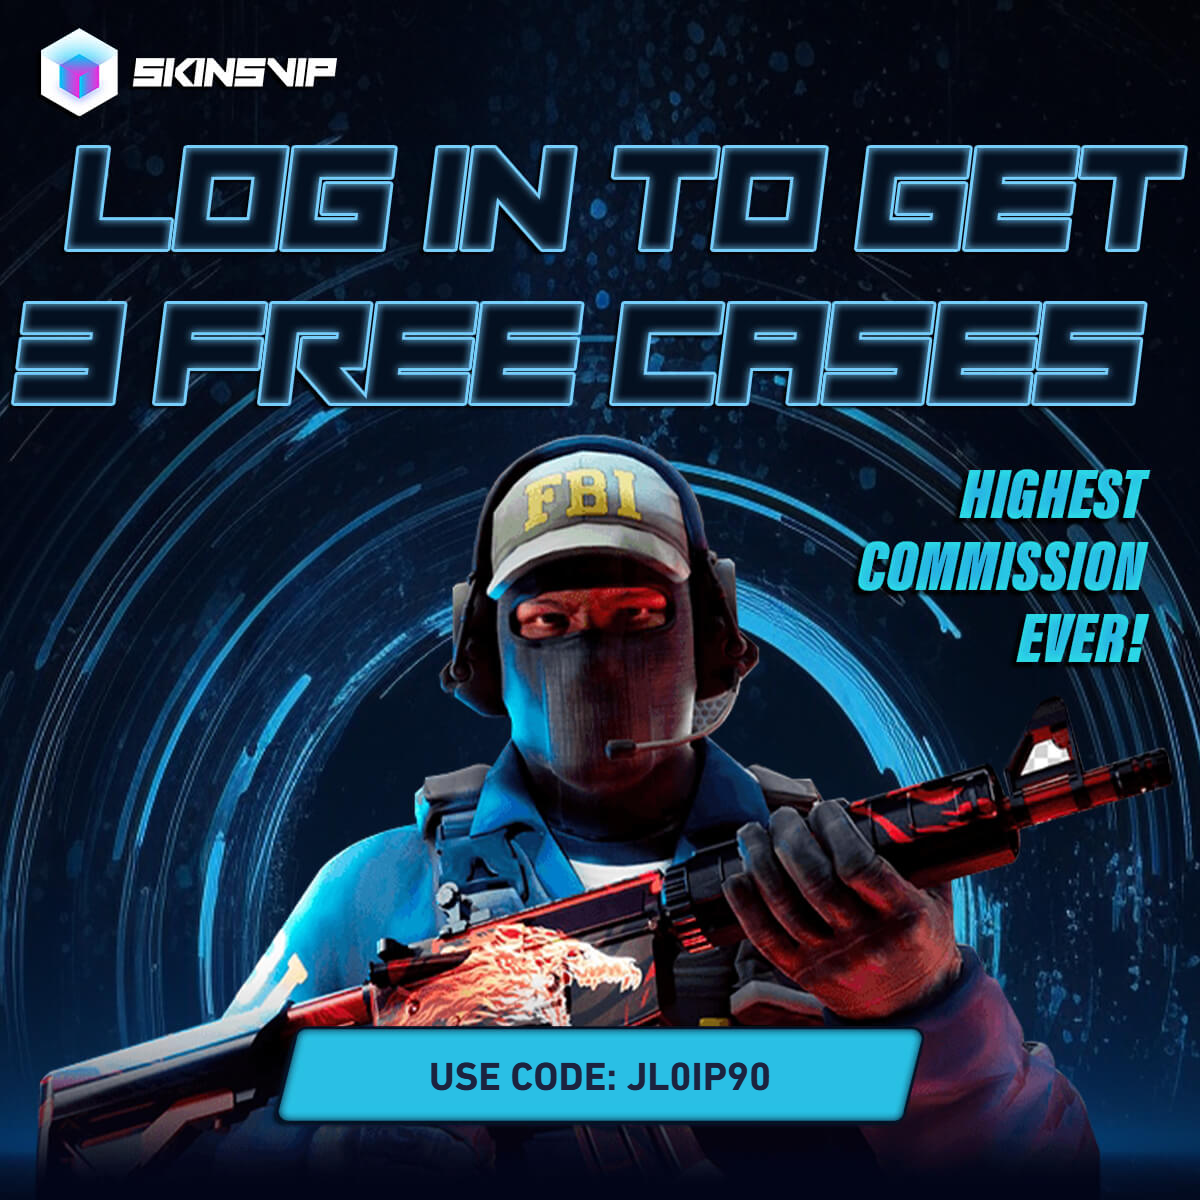 SKINSVIP
LOG IN TO GET
3 FREE CASES
HIGHEST
COMMISSION
EVER!
FBI
USE CODE: JL0IP90